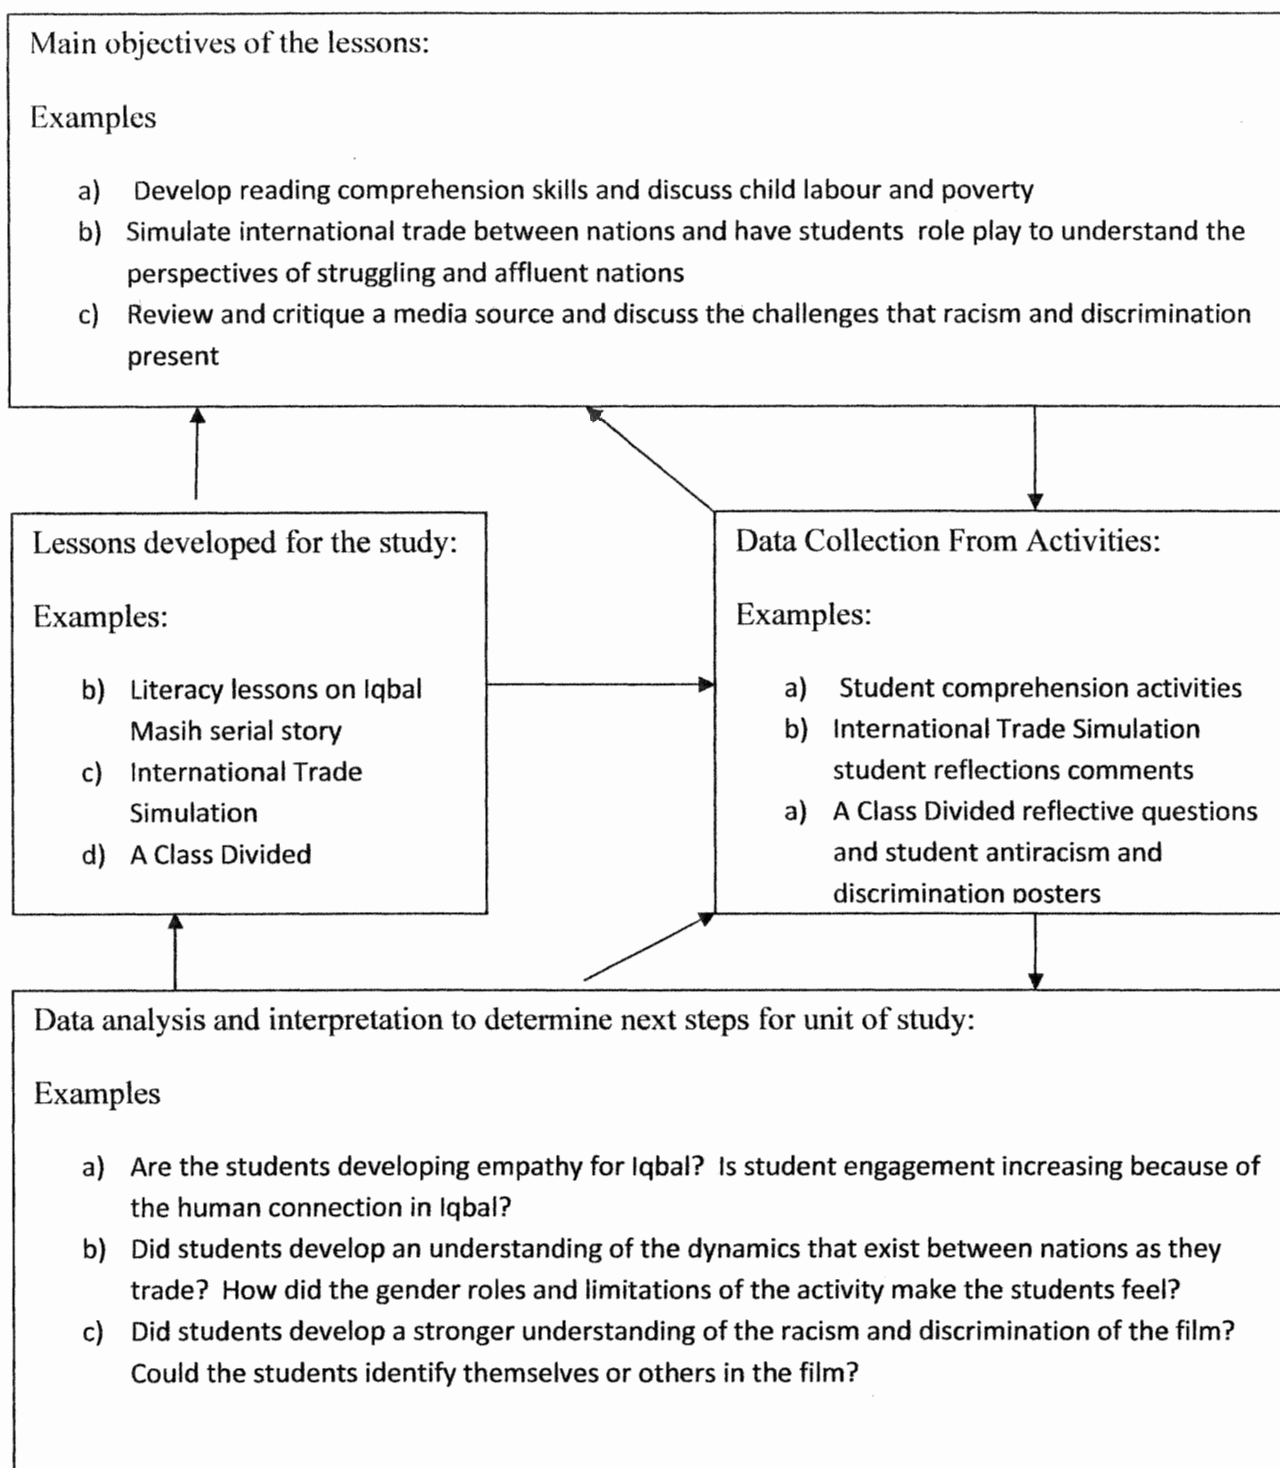 Main objectives of the lessons:
Examples
a) Develop reading comprehension skills and discuss child labour and poverty
b) Simulate international trade between nations and have students role play to understand the
perspectives of struggling and affluent nations
c) Review and critique a media source and discuss the challenges that racism and discrimination
present
Lessons developed for the study:
Examples:
b) Literacy lessons on Iqbal
Masih serial story
c) International Trade
Simulation
d) A Class Divided
Data Collection From Activities:
Examples:
a) Student comprehension activities
b) International Trade Simulation
student reflections comments
a) A Class Divided reflective questions
and student antiracism and
discrimination posters
Data analysis and interpretation to determine next steps for unit of study:
Examples
a) Are the students developing empathy for Iqbal? Is student engagement increasing because of
the human connection in Iqbal?
b) Did students develop an understanding of the dynamics that exist between nations as they
trade? How did the gender roles and limitations of the activity make the students feel?
c) Did students develop a stronger understanding of the racism and discrimination of the film?
Could the students identify themselves or others in the film?